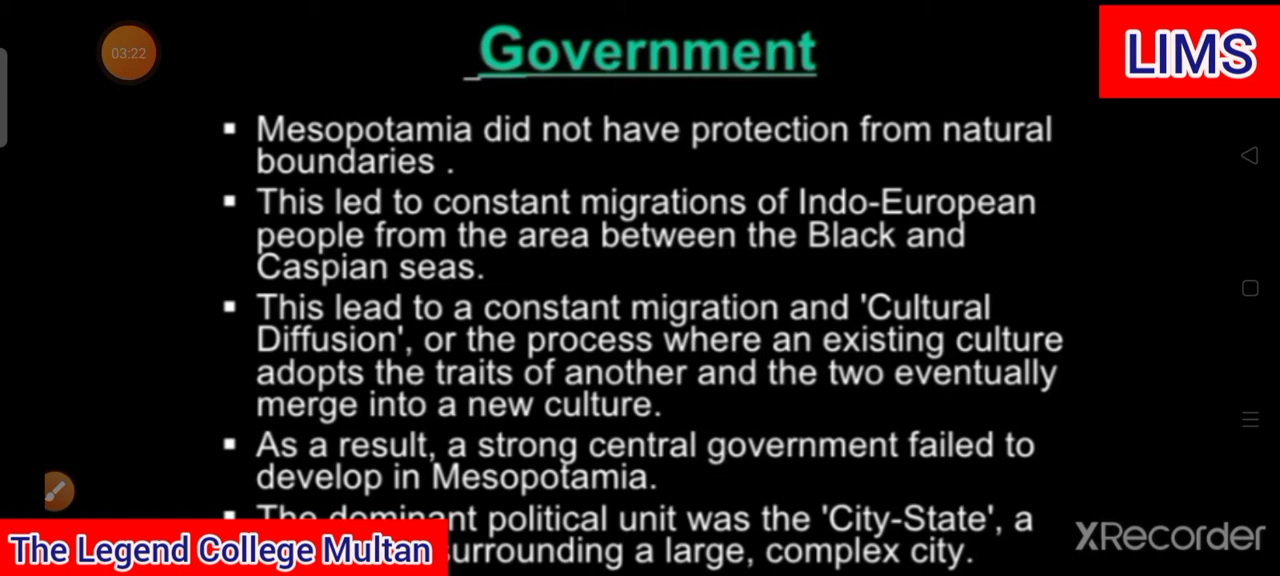 03:22
Government
LIMS
▪ Mesopotamia did not have protection from natural
boundaries .
▪ This led to constant migrations of Indo-European
people from the area between the Black and
Caspian seas.
▪ This lead to a constant migration and 'Cultural
Diffusion', or the process where an existing culture
adopts the traits of another and the two eventually
merge into a new culture.
▪ As a result, a strong central government failed to
develop in Mesopotamia.
▪ The dominant political unit was the 'City-State', a
surrounding a large, complex city.
The Legend College Multan
XRecorder